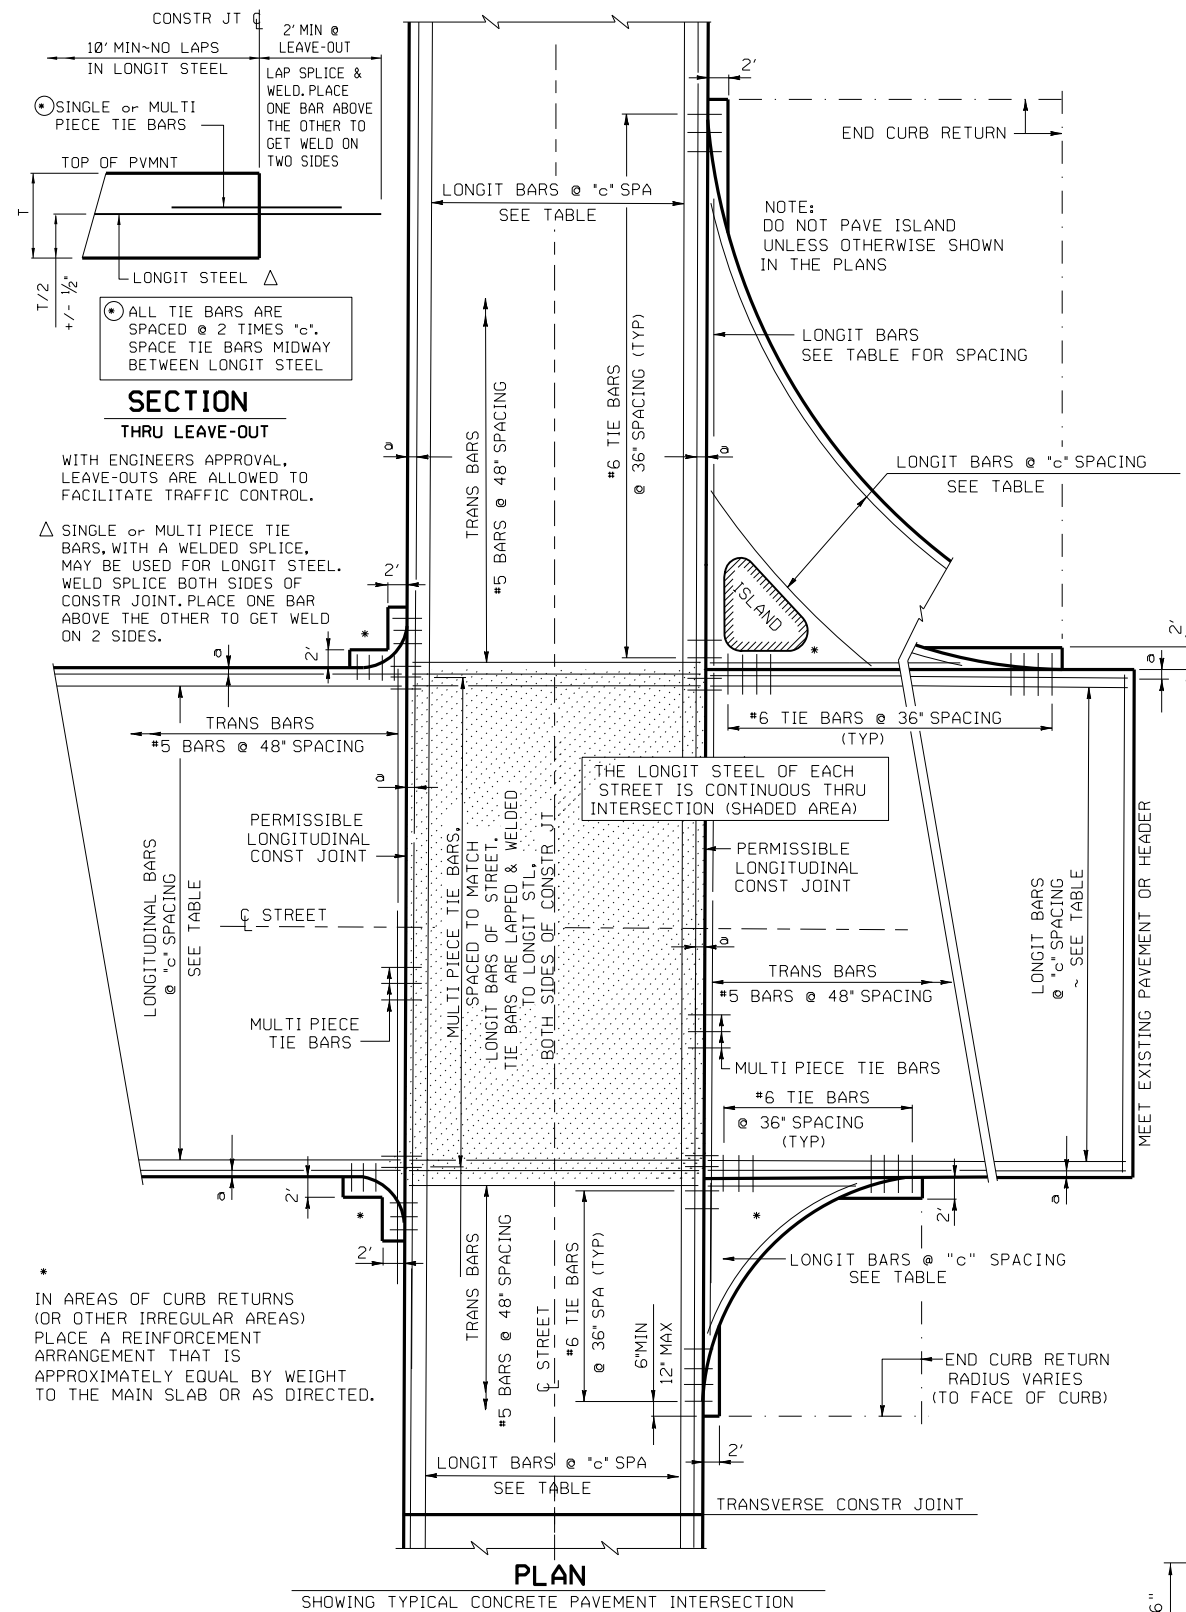 CONSTR JT ℄
2' MIN @
LEAVE-OUT
10' MIN~NO LAPS
IN LONGIT STEEL
LAP SPLICE &
WELD. PLACE
ONE BAR ABOVE
THE OTHER TO
GET WELD ON
TWO SIDES
* SINGLE or MULTI
PIECE TIE BARS
TOP OF PVMNT
T
T/2
+/- ½"
LONGIT STEEL △
* ALL TIE BARS ARE
SPACED @ 2 TIMES "c".
SPACE TIE BARS MIDWAY
BETWEEN LONGIT STEEL
SECTION
THRU LEAVE-OUT
WITH ENGINEERS APPROVAL,
LEAVE-OUTS ARE ALLOWED TO
FACILITATE TRAFFIC CONTROL.
△ SINGLE or MULTI PIECE TIE
BARS, WITH A WELDED SPLICE,
MAY BE USED FOR LONGIT STEEL.
WELD SPLICE BOTH SIDES OF
CONSTR JOINT. PLACE ONE BAR
ABOVE THE OTHER TO GET WELD
ON 2 SIDES.
2'
END CURB RETURN
LONGIT BARS @ "c" SPA
SEE TABLE
NOTE:
DO NOT PAVE ISLAND
UNLESS OTHERWISE SHOWN
IN THE PLANS
LONGIT BARS
SEE TABLE FOR SPACING
#6 TIE BARS
@ 36" SPACING (TYP)
TRANS BARS
#5 BARS @ 48" SPACING
a
a
LONGIT BARS @ "c" SPACING
SEE TABLE
ISLAND
*
2'
*
2'
a
2'
a
TRANS BARS
#5 BARS @ 48" SPACING
#6 TIE BARS @ 36" SPACING
(TYP)
a
THE LONGIT STEEL OF EACH
STREET IS CONTINUOUS THRU
INTERSECTION (SHADED AREA)
PERMISSIBLE
LONGITUDINAL
CONST JOINT
PERMISSIBLE
LONGITUDINAL
CONST JOINT
LONGITUDINAL BARS
@ "c" SPACING
SEE TABLE
℄ STREET
MULTI PIECE TIE BARS,
SPACED TO MATCH
LONGIT BARS OF STREET.
TIE BARS ARE LAPPED & WELDED
TO LONGIT STL,
BOTH SIDES OF CONSTR JT
a
LONGIT BARS
@ "c" SPACING
~ SEE TABLE
MEET EXISTING PAVEMENT OR HEADER
TRANS BARS
#5 BARS @ 48" SPACING
MULTI PIECE
TIE BARS
MULTI PIECE TIE BARS
#6 TIE BARS
@ 36" SPACING
(TYP)
a
2'
*
2'
2'
a
*
TRANS BARS
#5 BARS @ 48" SPACING
℄ STREET
#6 TIE BARS
@ 36" SPA (TYP)
6"MIN
12" MAX
LONGIT BARS @ "c" SPACING
SEE TABLE
*
IN AREAS OF CURB RETURNS
(OR OTHER IRREGULAR AREAS)
PLACE A REINFORCEMENT
ARRANGEMENT THAT IS
APPROXIMATELY EQUAL BY WEIGHT
TO THE MAIN SLAB OR AS DIRECTED.
END CURB RETURN
RADIUS VARIES
(TO FACE OF CURB)
2'
LONGIT BARS @ "c" SPA
SEE TABLE
TRANSVERSE CONSTR JOINT
PLAN
SHOWING TYPICAL CONCRETE PAVEMENT INTERSECTION
6"